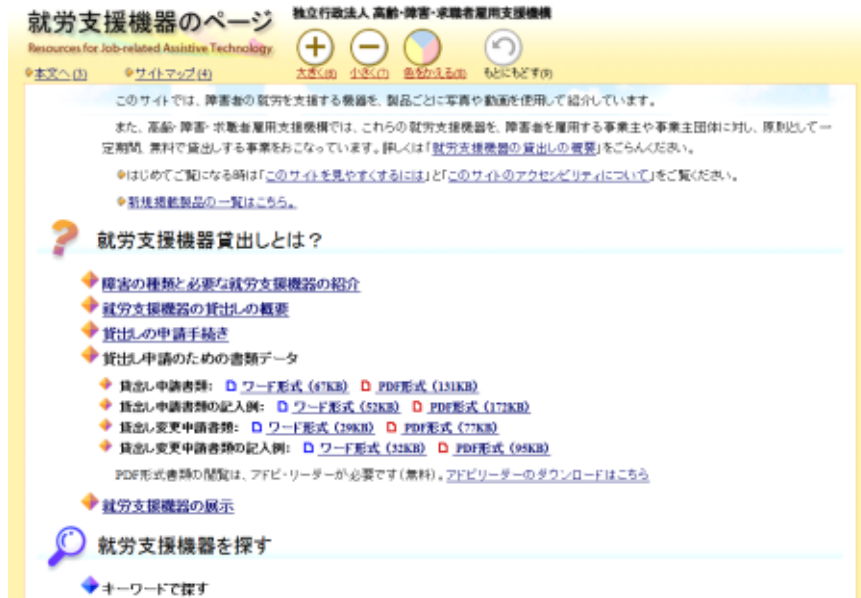 就労支援機器のページ
独立行政法人 高齢・障害・求職者雇用支援機構
Resources for Job-related Assistive Technology
本文へ(3)
サイトマップ(4)
大きく(6)
小さく(7)
色をかえる(8)
もとにもどす(9)
このサイトでは、障害者の就労を支援する機器を、製品ごとに写真や動画を使用して紹介しています。
また、高齢・障害・求職者雇用支援機構では、これらの就労支援機器を、障害者を雇用する事業主や事業主団体に対し、原則として一
定期間、無料で貸出しする事業をおこなっています。詳しくは「就労支援機器の貸出しの概要」をごらんください。
はじめてご覧になる時は「このサイトを見やすくするには」と「このサイトのアクセシビリティについて」をご覧ください。
新規掲載製品の一覧はこちら。
就労支援機器貸出しとは？
障害の種類と必要な就労支援機器の紹介
就労支援機器の貸出しの概要
貸出しの申請手続き
貸出し申請のための書類データ
貸出し申請書類： ワード形式（67KB） PDF形式（131KB）
貸出し申請書類の記入例： ワード形式（52KB） PDF形式（172KB）
貸出し変更申請書類： ワード形式（29KB） PDF形式（77KB）
貸出し変更申請書類の記入例： ワード形式（32KB） PDF形式（95KB）
PDF形式書類の閲覧は、アドビ・リーダーが必要です（無料）。アドビリーダーのダウンロードはこちら
就労支援機器の展示
就労支援機器を探す
キーワードで探す